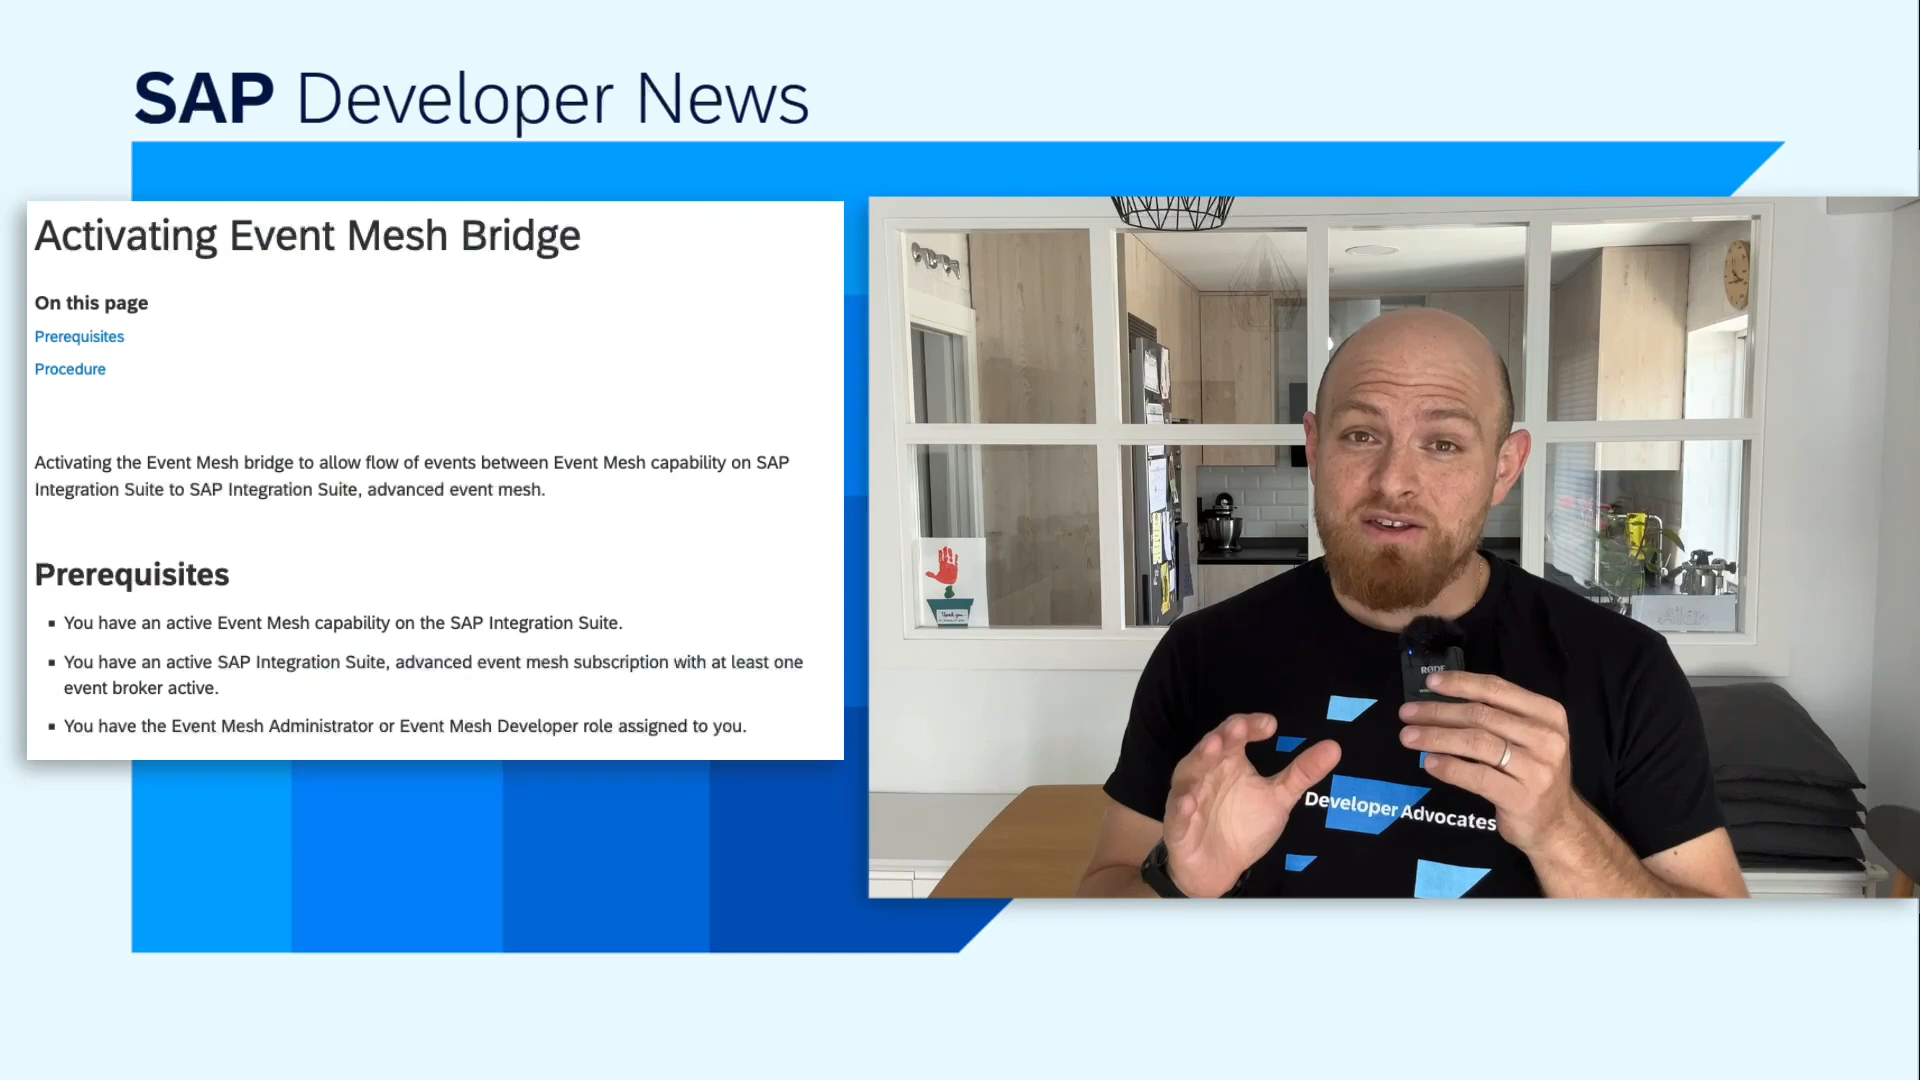 SAP Developer News
Activating Event Mesh Bridge
On this page
Prerequisites
Procedure
Activating the Event Mesh bridge to allow flow of events between Event Mesh capability on SAP
Integration Suite to SAP Integration Suite, advanced event mesh.
Prerequisites
▪ You have an active Event Mesh capability on the SAP Integration Suite.
▪ You have an active SAP Integration Suite, advanced event mesh subscription with at least one
event broker active.
▪ You have the Event Mesh Administrator or Event Mesh Developer role assigned to you.
RØDE
Developer Advocates